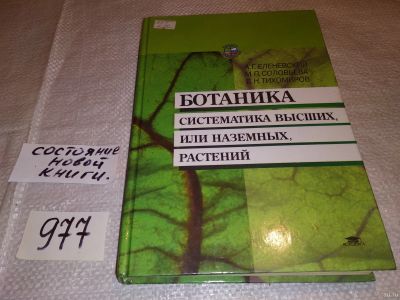 А.Г. ЕЛЕНЕВСКИЙ
М.П. СОЛОВЬЕВА
В.Н. ТИХОМИРОВ
БОТАНИКА
СИСТЕМАТИКА ВЫСШИХ,
ИЛИ НАЗЕМНЫХ,
РАСТЕНИЙ
состояние
новой
книги.
977